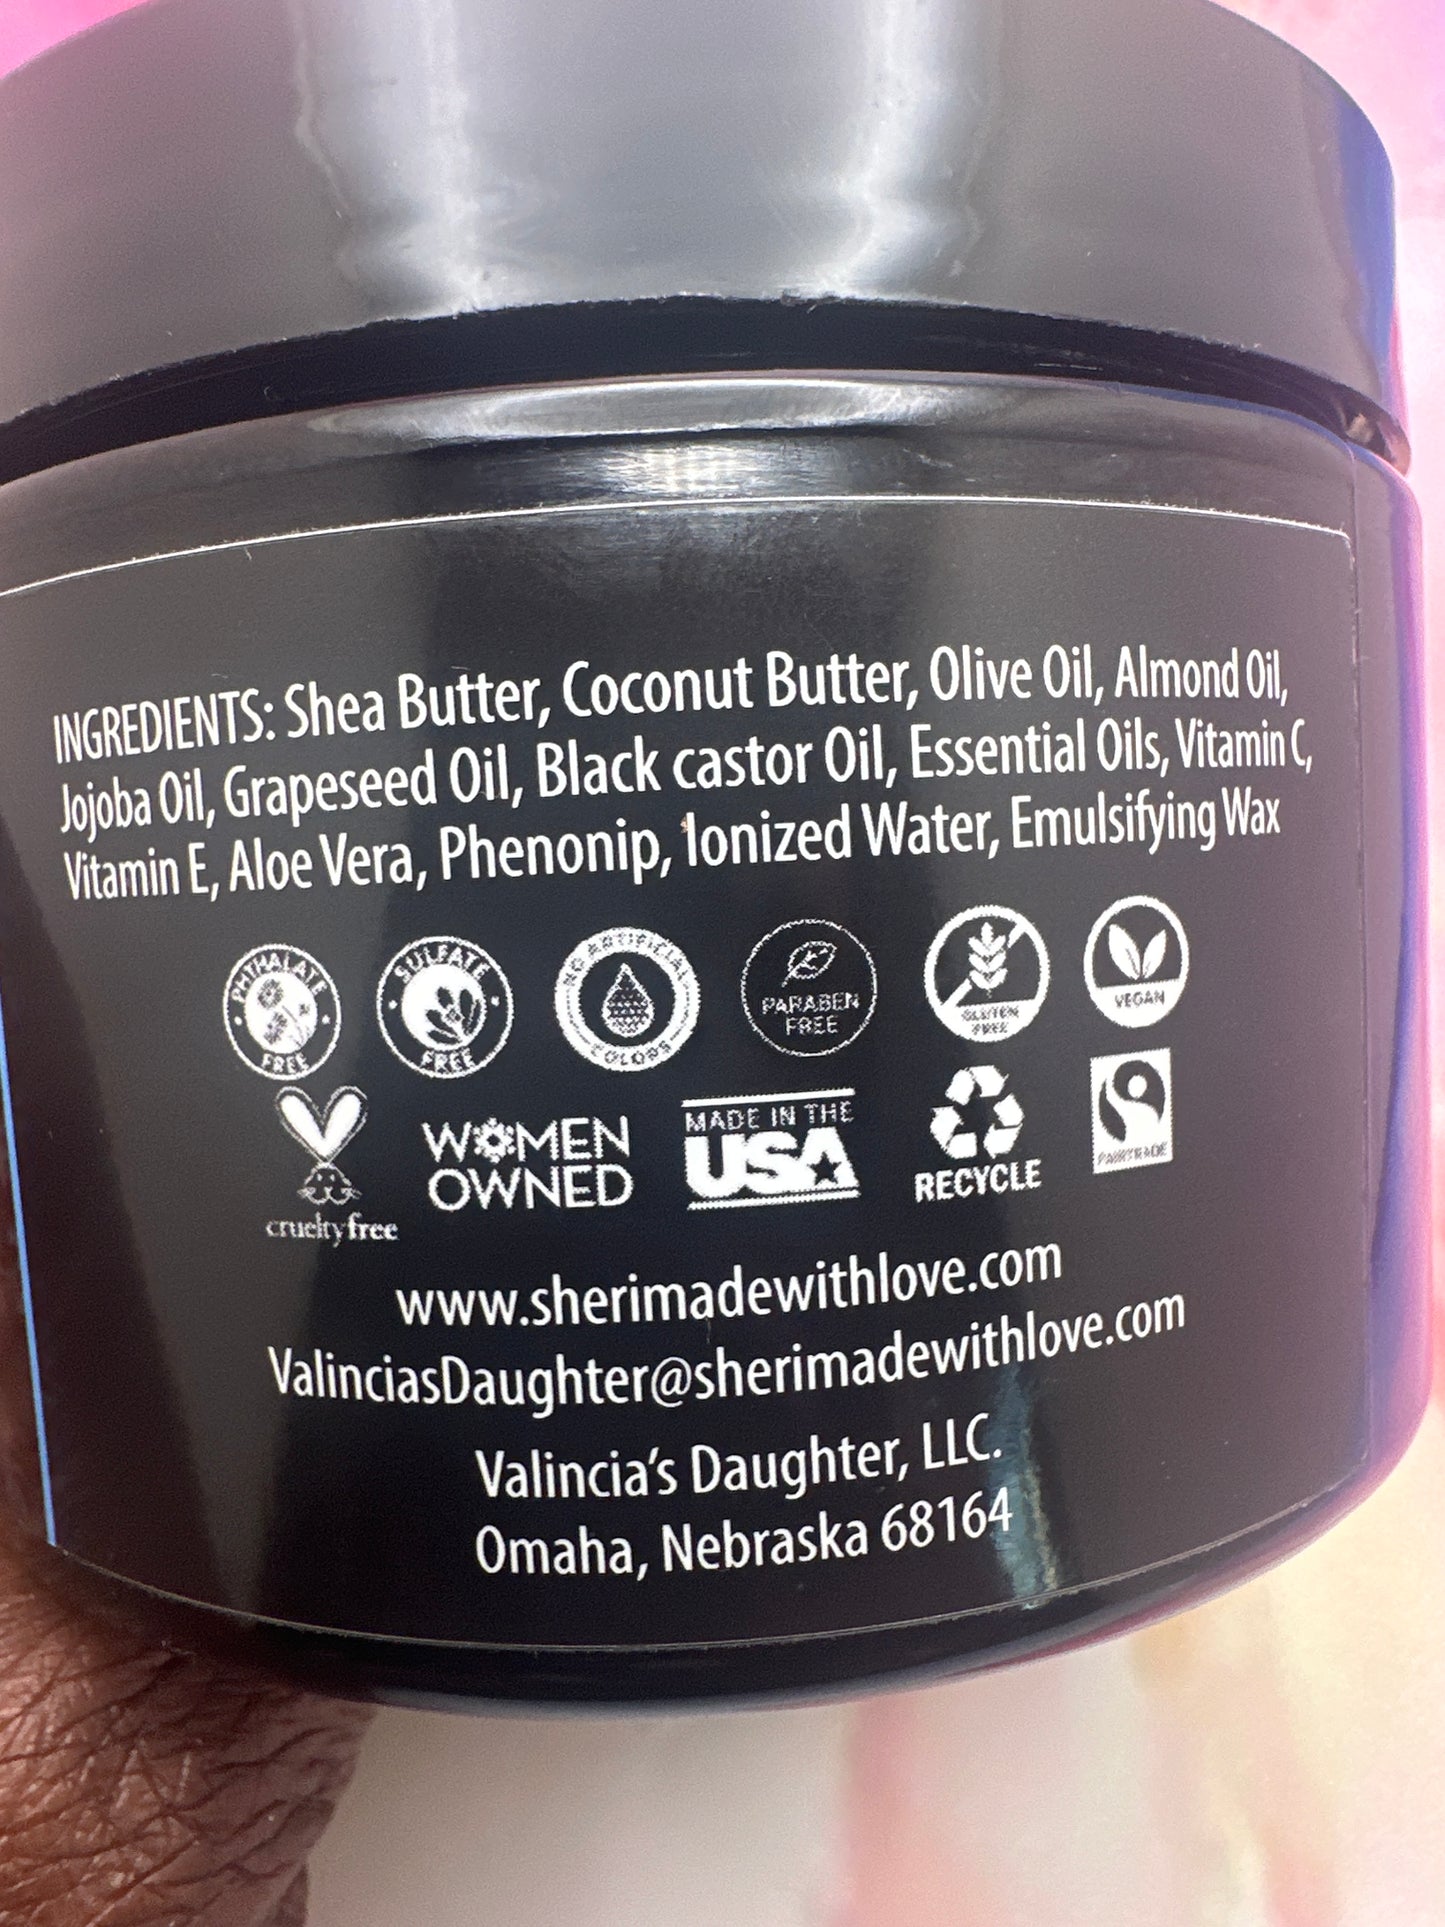 INGREDIENTS: Shea Butter, Coconut Butter, Olive Oil, Almond Oil,
Jojoba Oil, Grapeseed Oil, Black castor Oil, Essential Oils, Vitamin C,
Vitamin E, Aloe Vera, Phenonip, Ionized Water, Emulsifying Wax
PHTHALATE
FREE
SULFATE
FREE
NO ARTIFICIAL
COLORS
PARABEN
FREE
GLUTEN
FREE
VEGAN
crueltyfree
WOMEN
OWNED
MADE IN THE
USA
RECYCLE
FAIRTRADE
www.sherimadewithlove.com
ValinciasDaughter@sherimadewithlove.com
Valincia's Daughter, LLC.
Omaha, Nebraska 68164